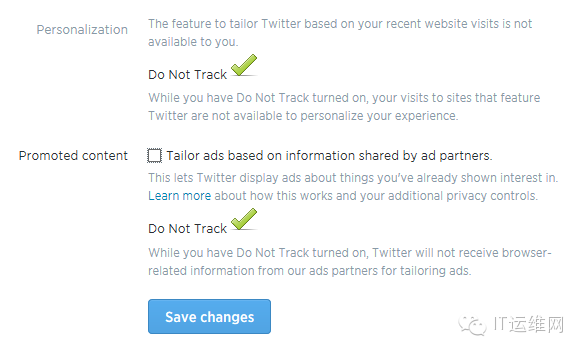 Personalization
The feature to tailor Twitter based on your recent website visits is not
available to you.
Do Not Track
While you have Do Not Track turned on, your visits to sites that feature
Twitter are not available to personalize your experience.
Promoted content
Tailor ads based on information shared by ad partners.
This lets Twitter display ads about things you've already shown interest in.
Learn more about how this works and your additional privacy controls.
Do Not Track
While you have Do Not Track turned on, Twitter will not receive browser-
related information from our ads partners for tailoring ads.
Save changes
IT运维网